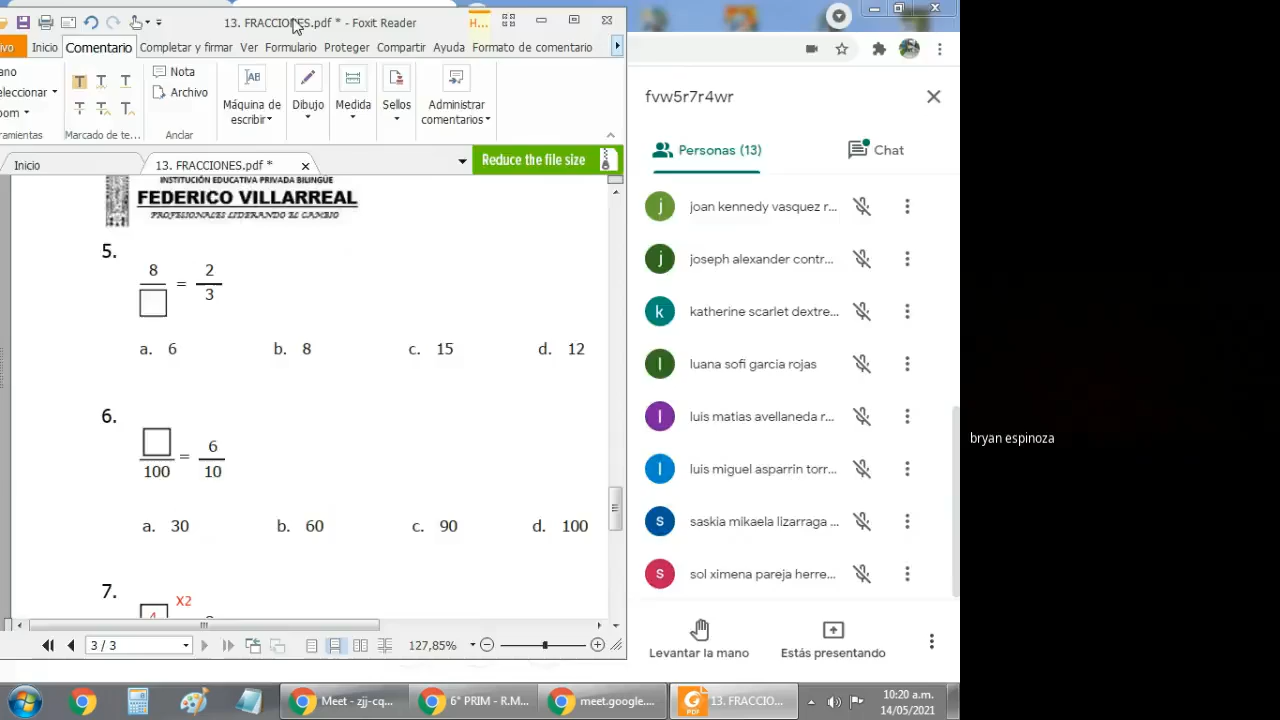 13. FRACCIONES.pdf * - Foxit Reader
H...
Inicio
Comentario
Completar y firmar
Ver
Formulario
Proteger
Compartir
Ayuda
Formato de comentario
Nota
Archivo
Máquina de
escribir
Dibujo
Medida
Sellos
Administrar
comentarios
Marcado de te...
Andar
Inicio
13. FRACCIONES.pdf *
Reduce the file size
INSTITUCIÓN EDUCATIVA PRIVADA BILINGÜE
FEDERICO VILLARREAL
PROFESIONALES LIDERANDO EL CAMBIO
5.
8 = 2
3
a. 6 b. 8 c. 15 d. 12
6.
100 = 6
10
a. 30 b. 60 c. 90 d. 100
7.
X2
4
3 / 3
127,85%
fvw5r7r4wr
Personas (13)
Chat
joan kennedy vasquez r...
joseph alexander contr...
katherine scarlet dextre...
luana sofi garcia rojas
luis matias avellaneda r...
luis miguel asparrin torr...
saskia mikaela lizarraga ...
sol ximena pareja herre...
Levantar la mano
Estás presentando
bryan espinoza
Meet - zjj-cq...
6° PRIM - R.M...
meet.google....
13. FRACCIO...
10:20 a.m.
14/05/2021